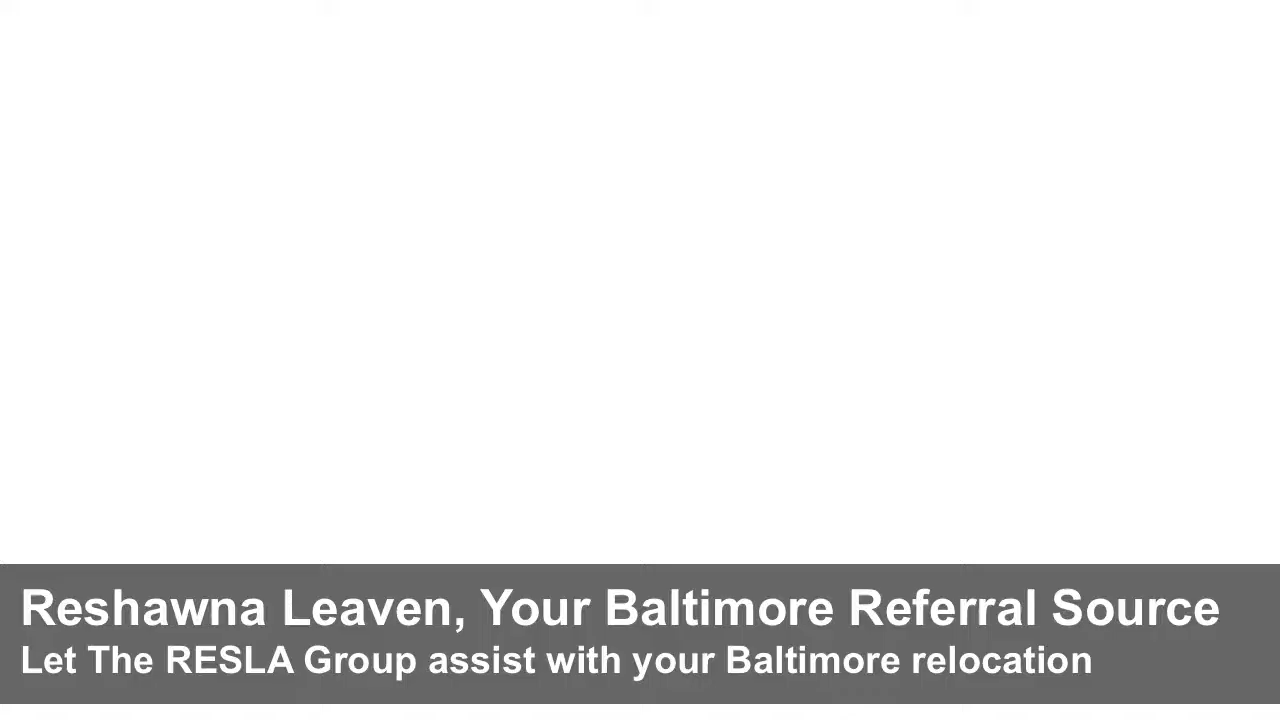 Reshawna Leaven, Your Baltimore Referral Source
Let The RESLA Group assist with your Baltimore relocation